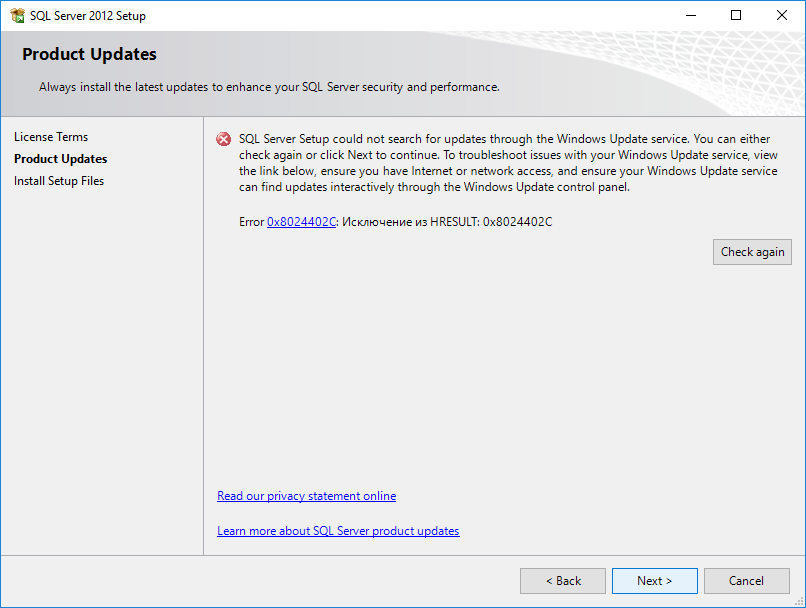 SQL Server 2012 Setup
Product Updates
Always install the latest updates to enhance your SQL Server security and performance.
License Terms
Product Updates
Install Setup Files
SQL Server Setup could not search for updates through the Windows Update service. You can either
check again or click Next to continue. To troubleshoot issues with your Windows Update service, view
the link below, ensure you have Internet or network access, and ensure your Windows Update service
can find updates interactively through the Windows Update control panel.
Error 0x8024402C: Исключение из HRESULT: 0x8024402C
Check again
Read our privacy statement online
Learn more about SQL Server product updates
< Back
Next >
Cancel